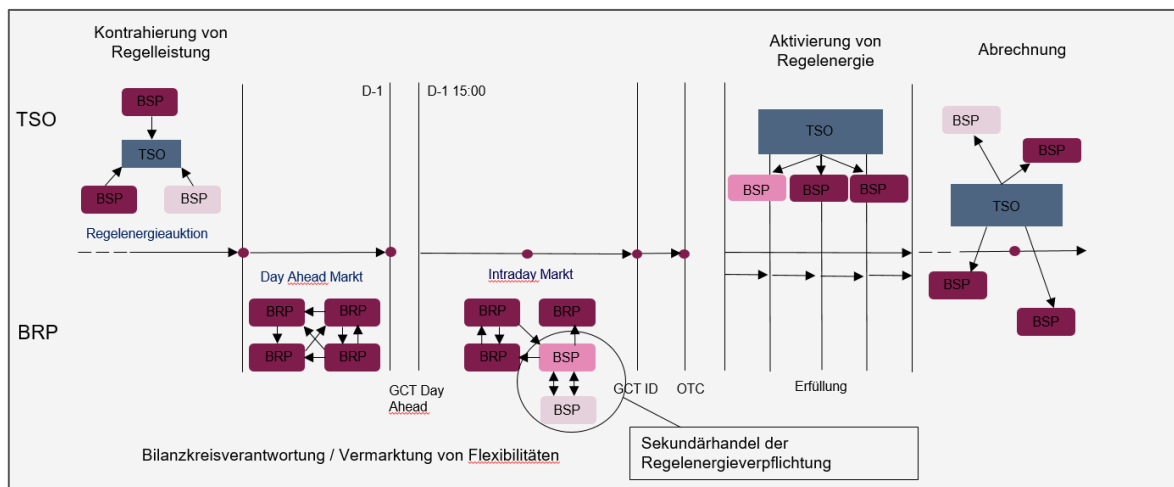 Kontrahierung von
Regelleistung
Aktivierung von
Regelenergie
Abrechnung
D-1
D-1 15:00
TSO
BSP
TSO
BSP
BSP
TSO
BSP
BSP
BSP
BSP
BSP
TSO
BSP
BSP
Regelenergieauktion
Day Ahead Markt
Intraday Markt
BRP
BRP
BRP
BRP
BRP
BRP
BRP
BRP
BSP
BSP
GCT Day
Ahead
GCT ID
OTC
Erfüllung
Sekundärhandel der
Regelenergieverpflichtung
Bilanzkreisverantwortung / Vermarktung von Flexibilitäten